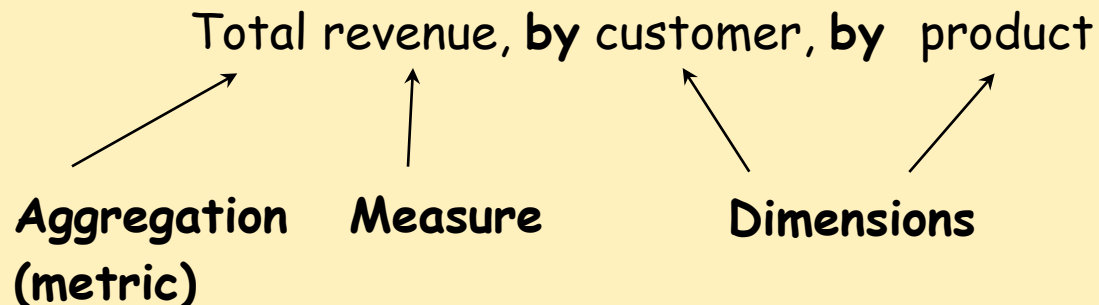 Total revenue, by customer, by product
Aggregation Measure Dimensions
(metric)